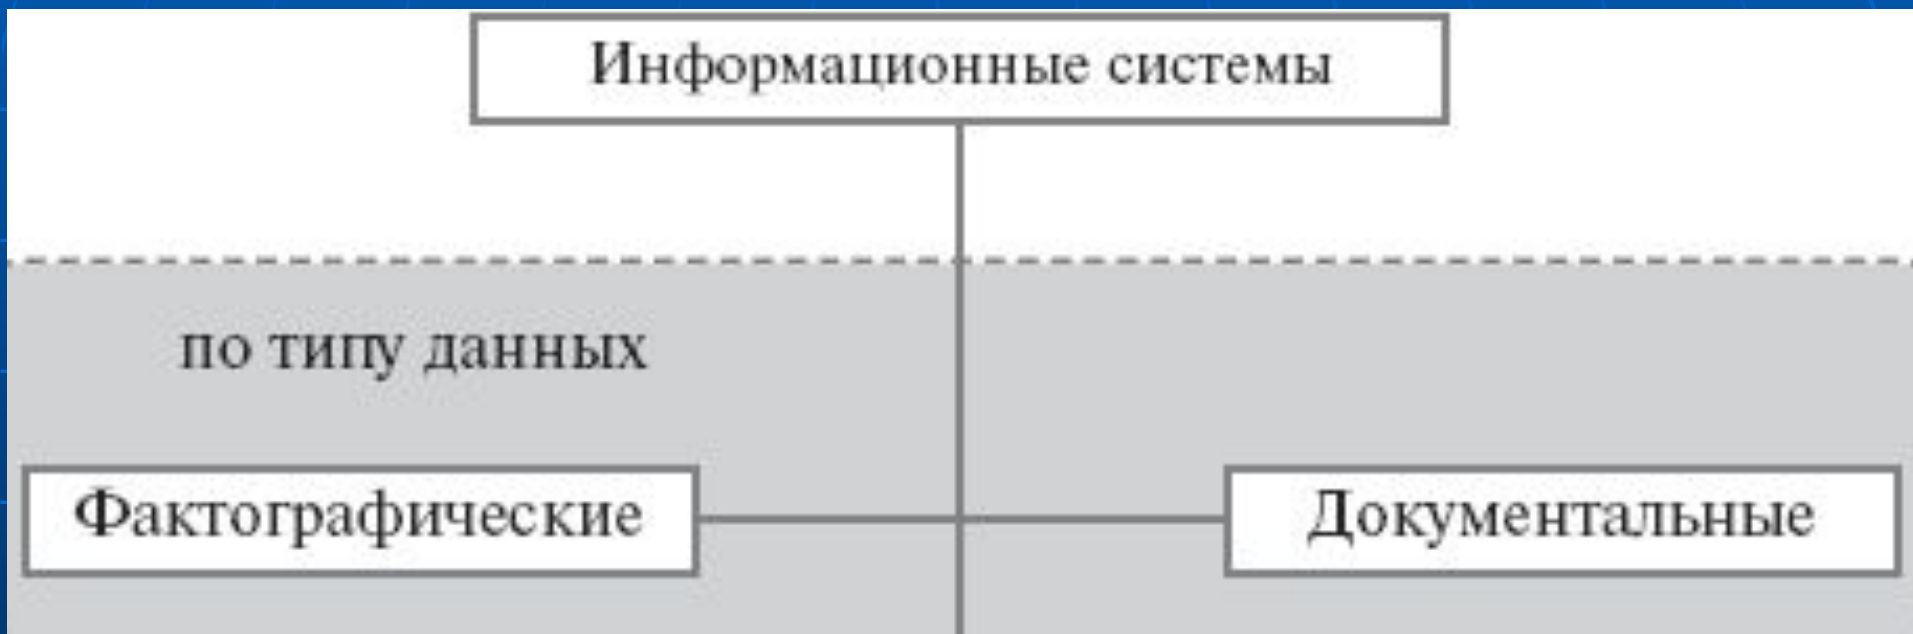 Информационные системы
по типу данных
Фактографические
Документальные